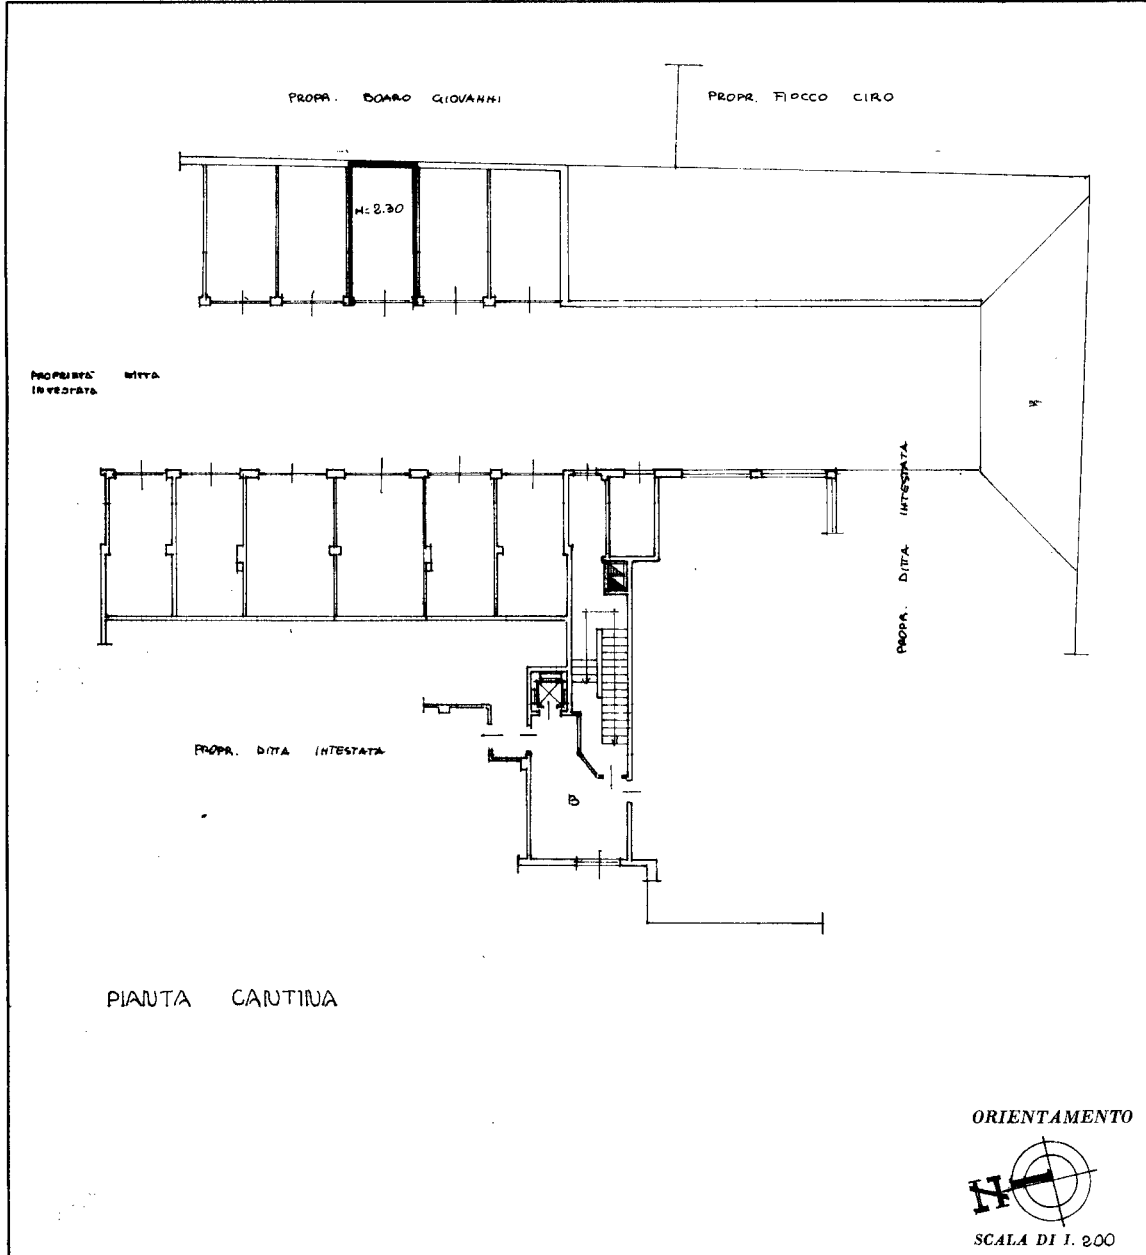 PROPR. BOARO GIOVANNI
PROPR. FIOCCO CIRO
H=2.30
PROPRIETÀ DITTA
INTESTATA
PROPR. DITTA INTESTATA
PROPR. DITTA INTESTATA
B
PIANTA CANTINA
ORIENTAMENTO
N
SCALA DI 1. 200